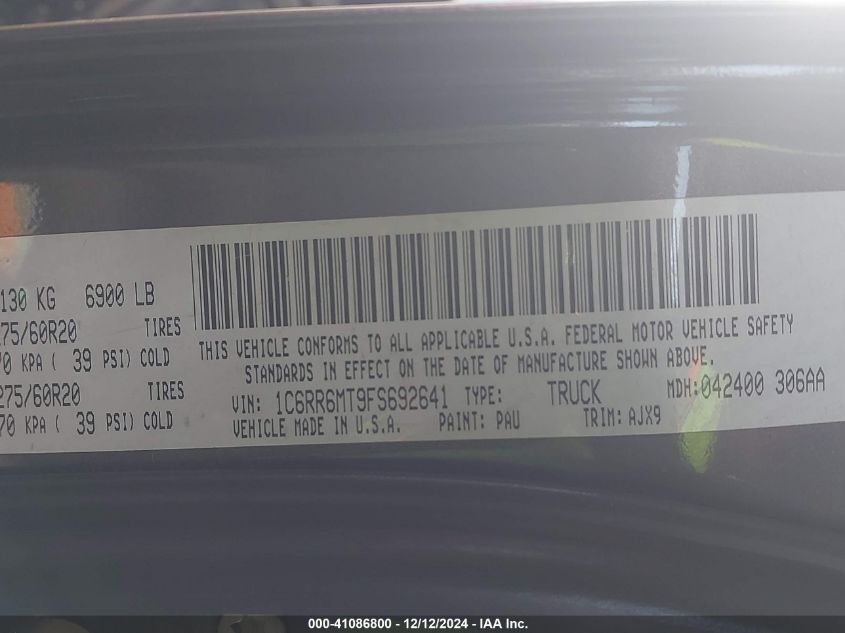 130 KG 6900 LB
275/60R20 TIRES
70 KPA ( 39 PSI) COLD
275/60R20 TIRES
70 KPA ( 39 PSI) COLD
THIS VEHICLE CONFORMS TO ALL APPLICABLE U.S.A. FEDERAL MOTOR VEHICLE SAFETY
STANDARDS IN EFFECT ON THE DATE OF MANUFACTURE SHOWN ABOVE.
VIN: 1C6RR6MT9FS692641 TYPE: TRUCK MDH:042400 306AA
VEHICLE MADE IN U.S.A. PAINT: PAU TRIM: AJX9
000-41086800 - 12/12/2024 - IAA Inc.